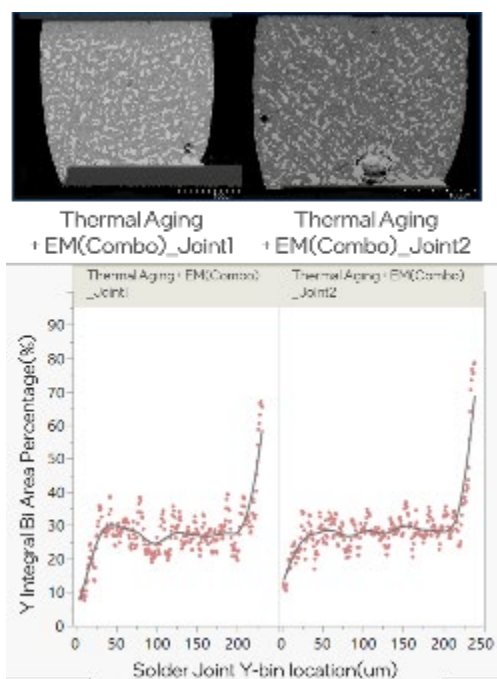 Thermal Aging Thermal Aging
+ EM(Combo)_Joint1 + EM(Combo)_Joint2
Thermal Aging + EM(Combo) Thermal Aging + EM(Combo)
_Joint1 _Joint2
Y Integral BI Area Percentage(%)
90
80
70
60
50
40
30
20
10
0
0 50 100 150 200 0 50 100 150 200 250
Solder Joint Y-bin location(um)